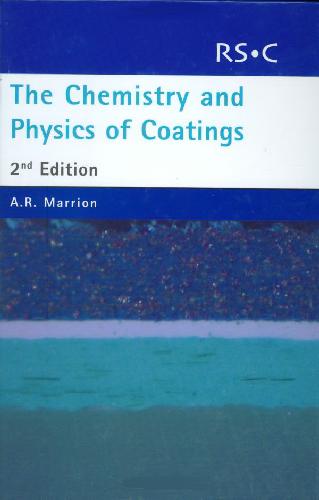 RS•C
The Chemistry and
Physics of Coatings
2nd Edition
A.R. Marrion